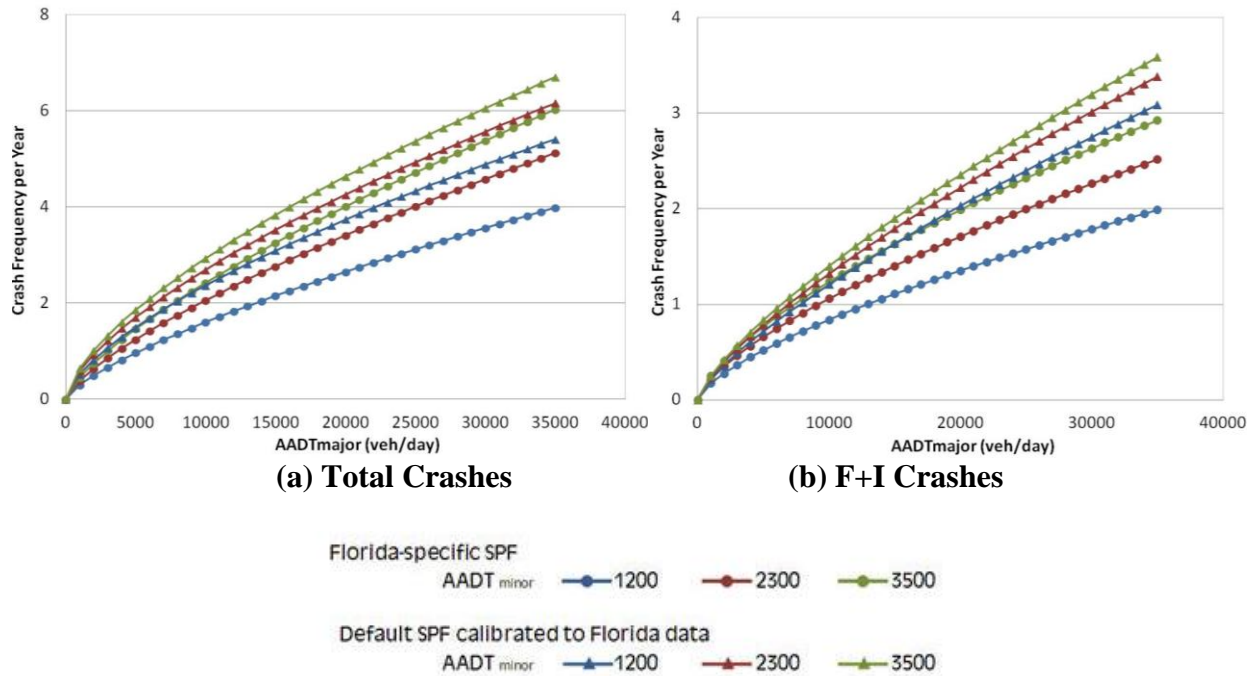 8
6
4
2
0
Crash Frequency per Year
0 5000 10000 15000 20000 25000 30000 35000 40000
AADTmajor (veh/day)
(a) Total Crashes
4
3
2
1
0
Crash Frequency per Year
0 10000 20000 30000 40000
AADTmajor (veh/day)
(b) F+I Crashes
Florida-specific SPF
AADT minor 1200 2300 3500
Default SPF calibrated to Florida data
AADT minor 1200 2300 3500